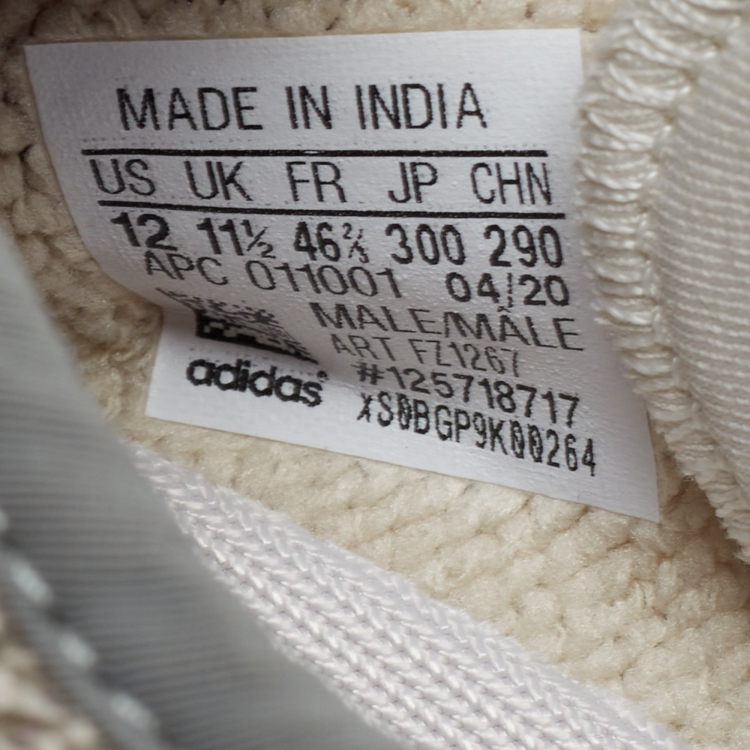 MADE IN INDIA
US UK FR JP CHN
12 11½ 46⅔ 300 290
APC 011001 04/20
MALE/MÂLE
ART FZ1267
#125718717
adidas®
XS0BGP9K00264